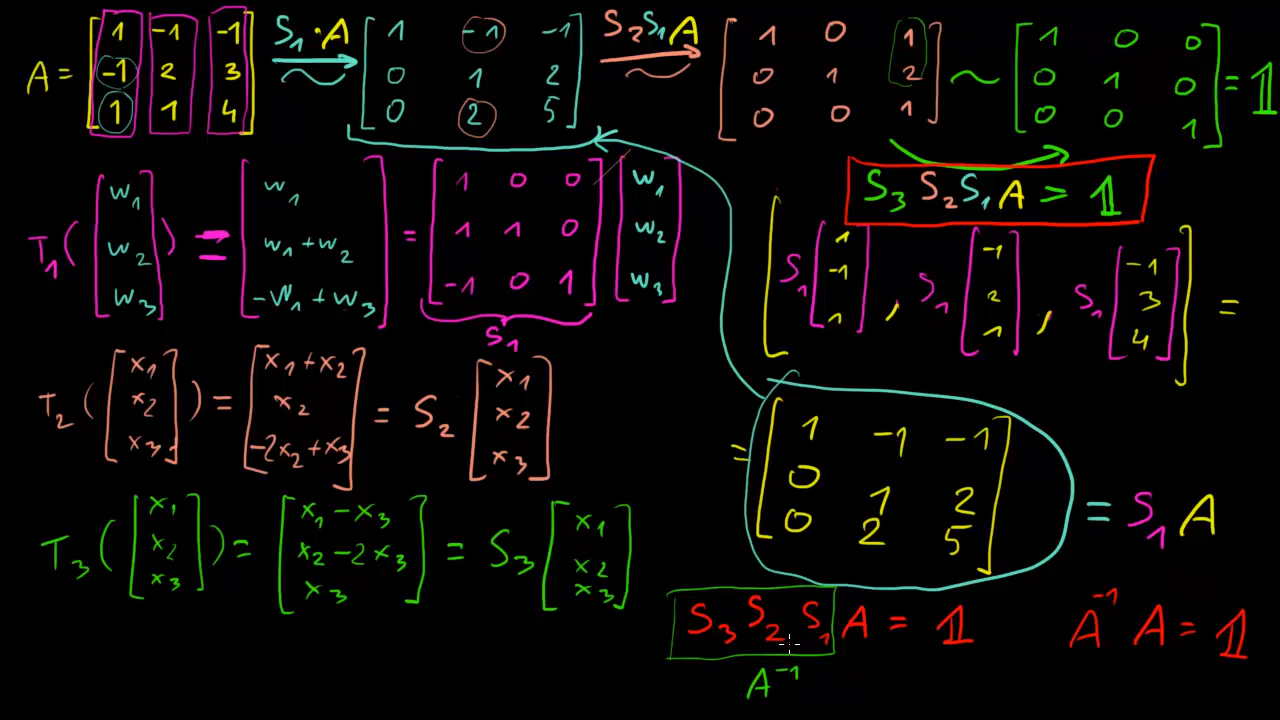 A = [ 1 -1 -1 ; -1 2 3 ; 1 1 4 ] S₁·A → ~ [ 1 -1 -1 ; 0 1 2 ; 0 2 5 ] S₂S₁A → ~ [ 1 0 1 ; 0 1 2 ; 0 0 1 ] ~ [ 1 0 0 ; 0 1 0 ; 0 0 1 ] = 𝟙
S₃ S₂ S₁ A = 𝟙
T₁( [ w₁ ; w₂ ; w₃ ] ) = [ w₁ ; w₁+w₂ ; -w₁+w₃ ] = [ 1 0 0 ; 1 1 0 ; -1 0 1 ] [ w₁ ; w₂ ; w₃ ]
S₁
[ S₁ [ 1 ; -1 ; 1 ] , S₁ [ -1 ; 2 ; 1 ] , S₁ [ -1 ; 3 ; 4 ] ] =
T₂( [ x₁ ; x₂ ; x₃ ] ) = [ x₁+x₂ ; x₂ ; -2x₂+x₃ ] = S₂ [ x₁ ; x₂ ; x₃ ]
= [ 1 -1 -1 ; 0 1 2 ; 0 2 5 ] = S₁ A
T₃( [ x₁ ; x₂ ; x₃ ] ) = [ x₁-x₃ ; x₂-2x₃ ; x₃ ] = S₃ [ x₁ ; x₂ ; x₃ ]
S₃ S₂ S₁ A = 𝟙 A⁻¹ A = 𝟙
A⁻¹